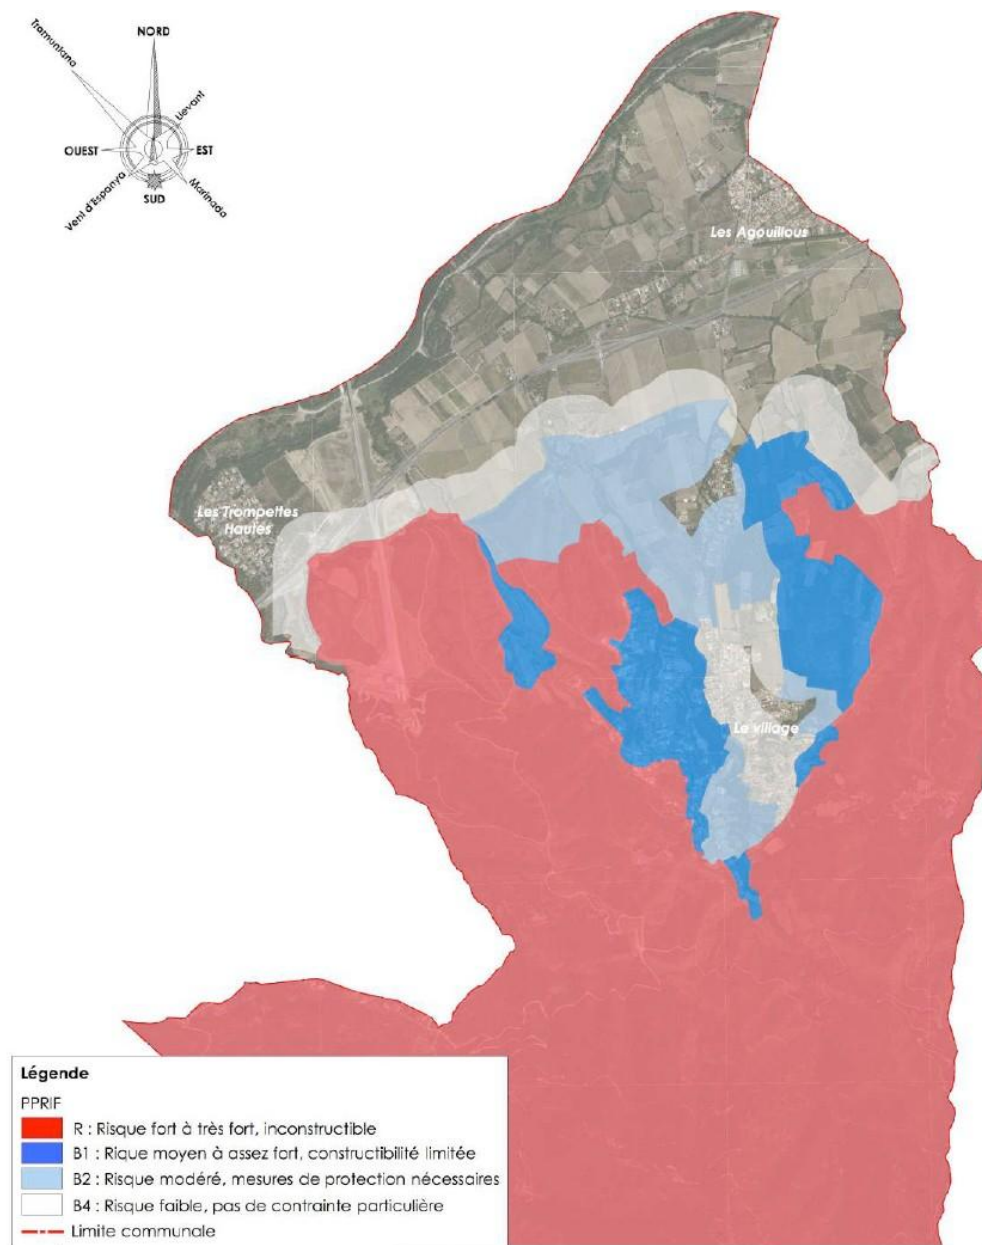 NORD
Tramuntana
Llevant
OUEST
EST
Vent d'Espanya
Marinada
SUD
Les Agouillous
Les Trompettes
Hautes
Le village
Légende
PPRIF
R : Risque fort à très fort, inconstructible
B1 : Rique moyen à assez fort, constructibilité limitée
B2 : Risque modéré, mesures de protection nécessaires
B4 : Risque faible, pas de contrainte particulière
Limite communale